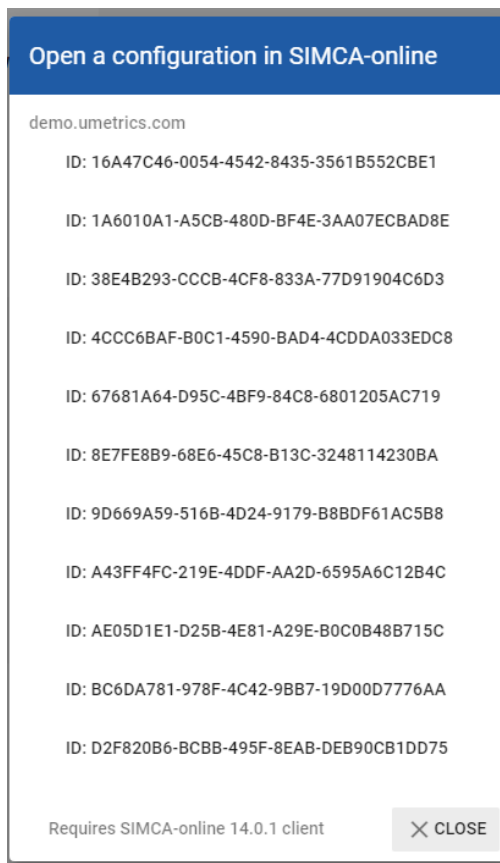 Open a configuration in SIMCA-online
demo.umetrics.com
ID: 16A47C46-0054-4542-8435-3561B552CBE1
ID: 1A6010A1-A5CB-480D-BF4E-3AA07ECBAD8E
ID: 38E4B293-CCCB-4CF8-833A-77D91904C6D3
ID: 4CCC6BAF-B0C1-4590-BAD4-4CDDA033EDC8
ID: 67681A64-D95C-4BF9-84C8-6801205AC719
ID: 8E7FE8B9-68E6-45C8-B13C-3248114230BA
ID: 9D669A59-516B-4D24-9179-B8BDF61AC5B8
ID: A43FF4FC-219E-4DDF-AA2D-6595A6C12B4C
ID: AE05D1E1-D25B-4E81-A29E-B0C0B48B715C
ID: BC6DA781-978F-4C42-9BB7-19D00D7776AA
ID: D2F820B6-BCBB-495F-8EAB-DEB90CB1DD75
Requires SIMCA-online 14.0.1 client
CLOSE